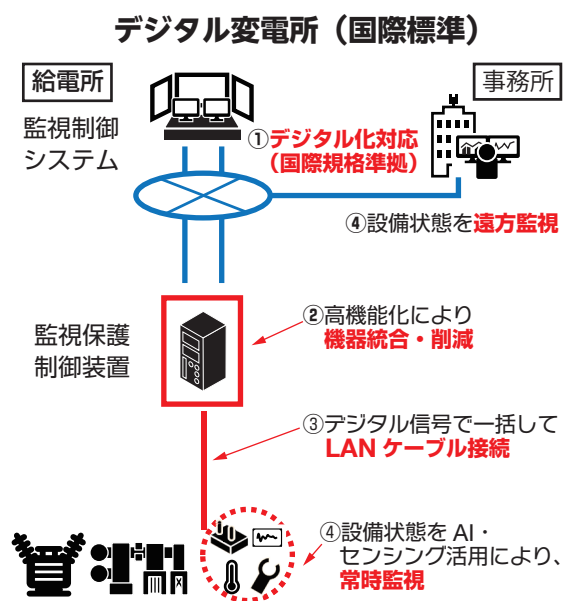 デジタル変電所（国際標準）
給電所
事務所
監視制御
システム
①デジタル化対応
（国際規格準拠）
④設備状態を遠方監視
監視保護
制御装置
②高機能化により
機器統合・削減
③デジタル信号で一括して
LAN ケーブル接続
④設備状態を AI・
センシング活用により、
常時監視